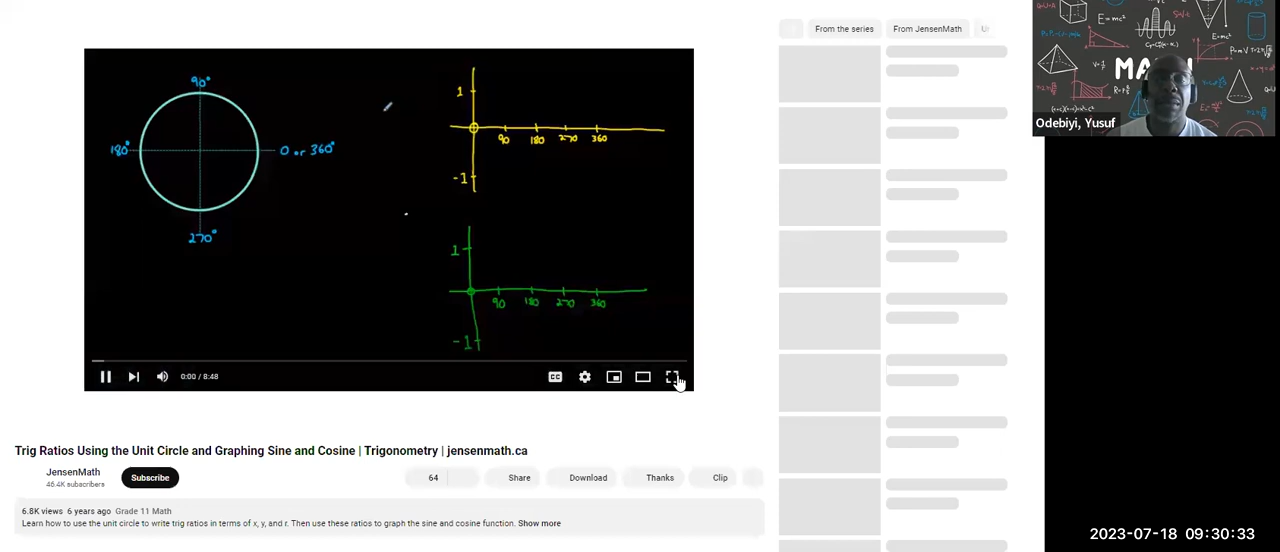 From the series
From JensenMath
90°
180°
0 or 360°
270°
1
90
180
270
360
-1
1
90
180
270
360
-1
0:00 / 8:48
CC
Trig Ratios Using the Unit Circle and Graphing Sine and Cosine | Trigonometry | jensenmath.ca
JensenMath
46.4K subscribers
Subscribe
64
Share
Download
Thanks
Clip
6.8K views 6 years ago Grade 11 Math
Learn how to use the unit circle to write trig ratios in terms of x, y, and r. Then use these ratios to graph the sine and cosine function. Show more
E=mc²
MATH
Odebiyi, Yusuf
2023-07-18 09:30:33